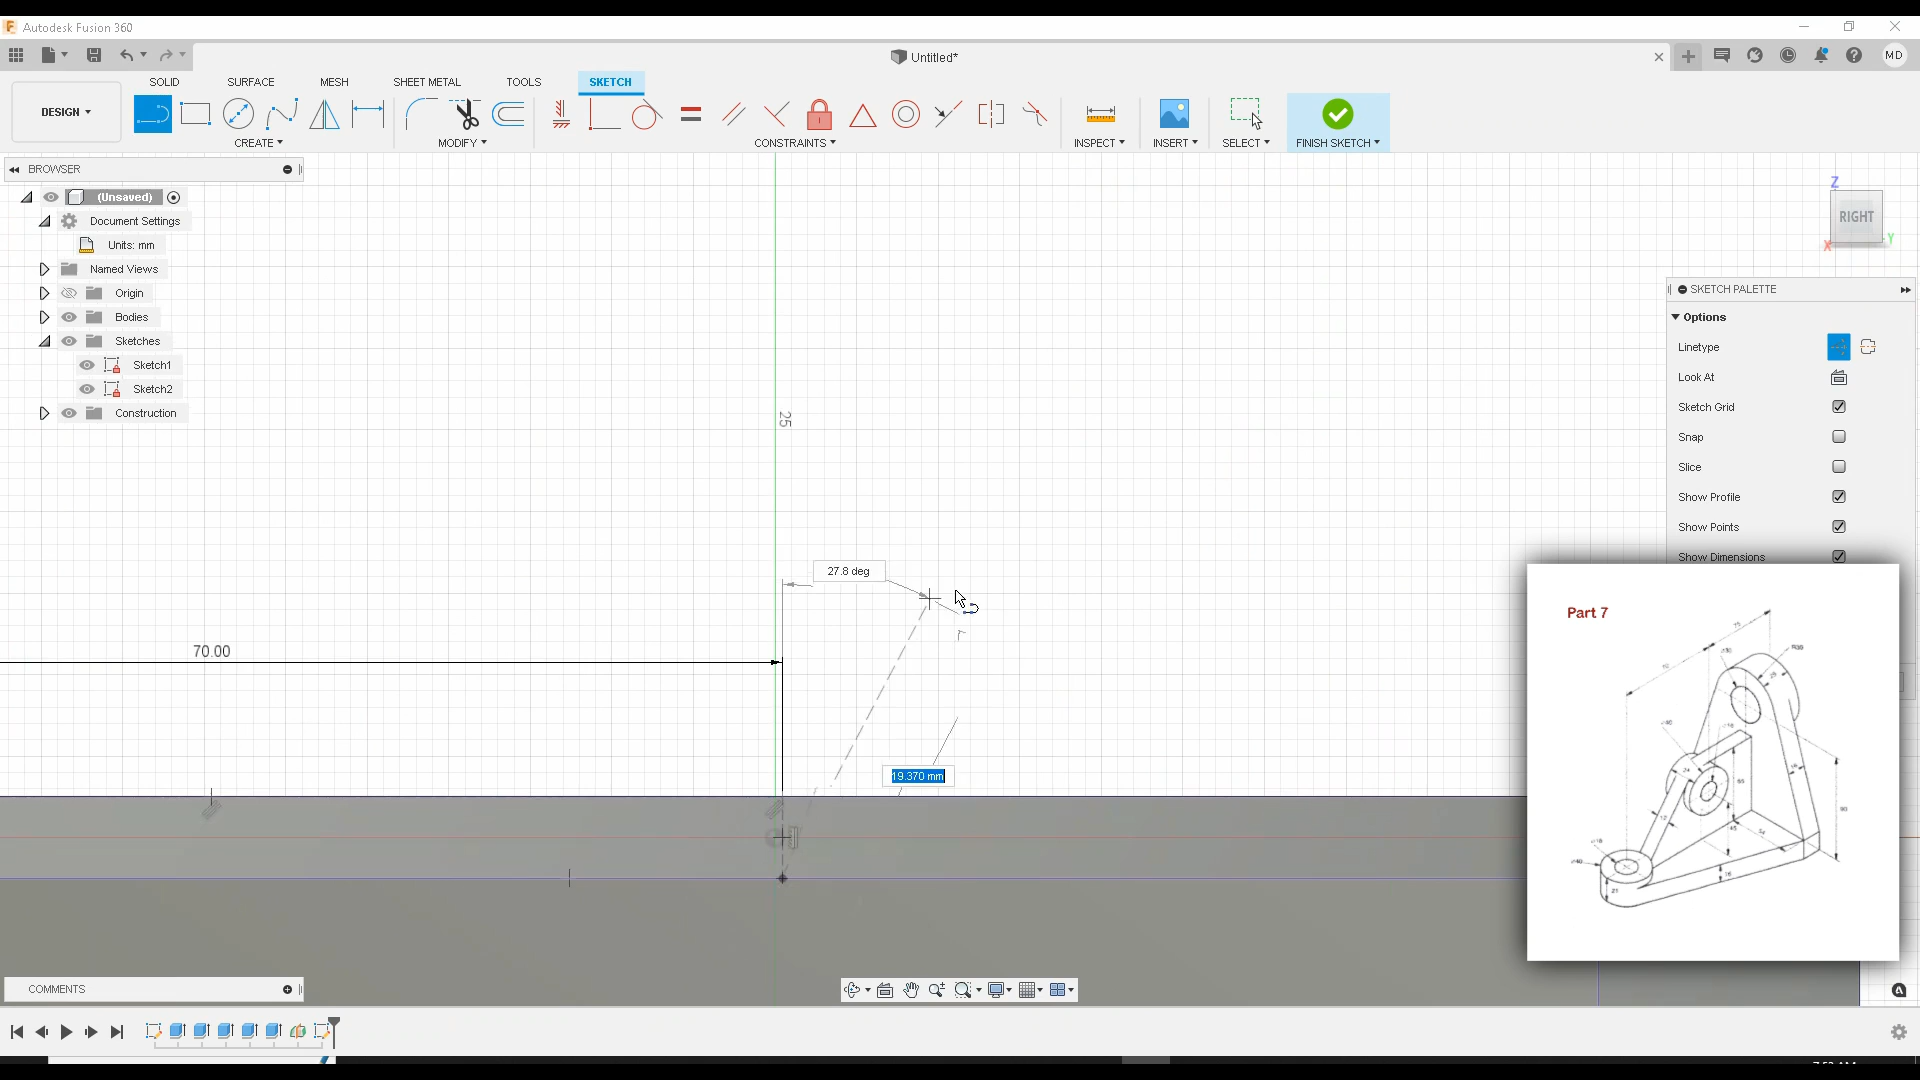 Autodesk Fusion 360
Untitled*
MD
DESIGN
SOLID
SURFACE
MESH
SHEET METAL
TOOLS
SKETCH
CREATE
MODIFY
CONSTRAINTS
INSPECT
INSERT
SELECT
FINISH SKETCH
BROWSER
(Unsaved)
Document Settings
Units: mm
Named Views
Origin
Bodies
Sketches
Sketch1
Sketch2
Construction
Z
RIGHT
X
Y
SKETCH PALETTE
Options
Linetype
Look At
Sketch Grid
Snap
Slice
Show Profile
Show Points
Show Dimensions
25
27.8 deg
70.00
19.370 mm
Part 7
COMMENTS